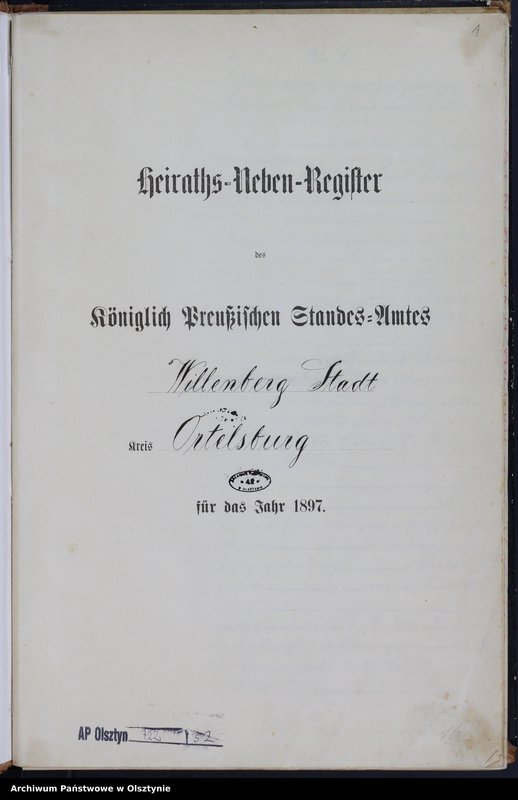 1
Heiraths-Neben-Register
des
Königlich Preußischen Standes-Amtes
Willenberg Stadt
Kreis Ortelsburg
für das Jahr 1897.
AP Olsztyn 722
Archiwum Państwowe w Olsztynie